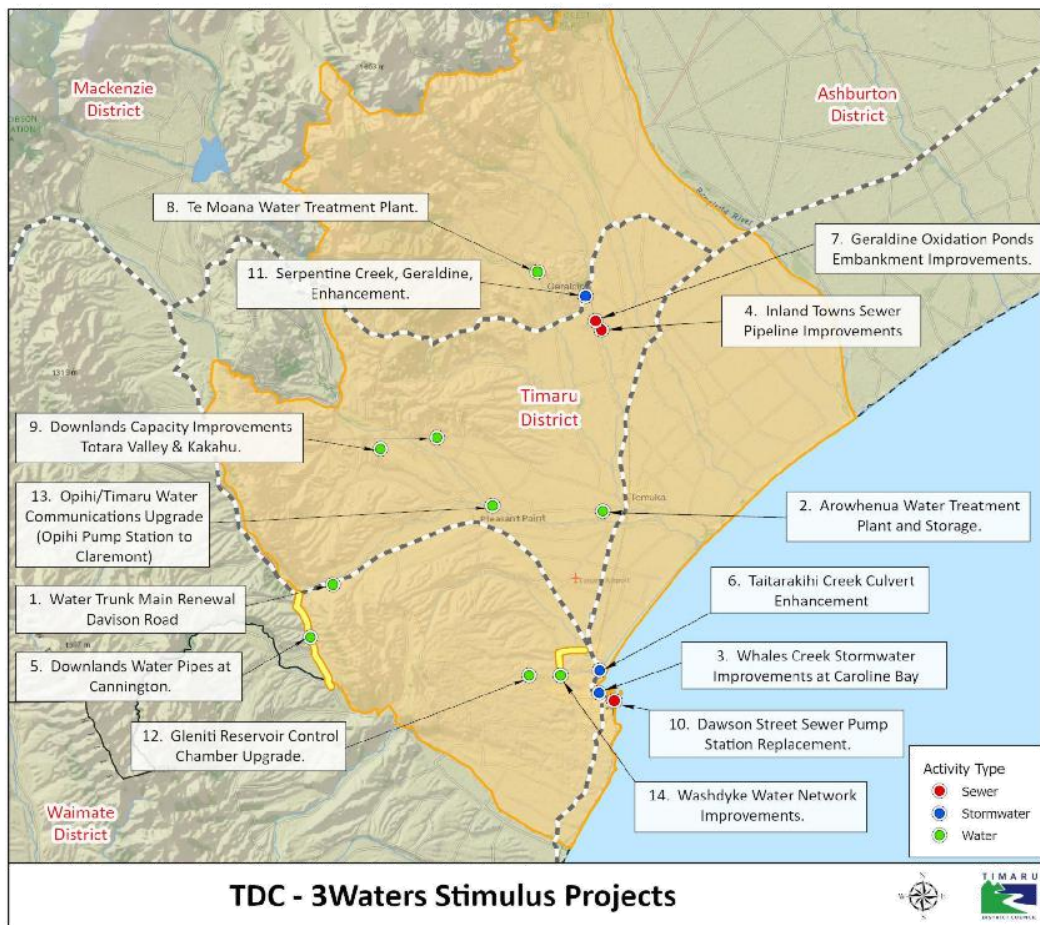 Mackenzie
District
Ashburton
District
8. Te Moana Water Treatment Plant.
7. Geraldine Oxidation Ponds
Embankment Improvements.
11. Serpentine Creek, Geraldine,
Enhancement.
4. Inland Towns Sewer
Pipeline Improvements
Timaru
District
9. Downlands Capacity Improvements
Totara Valley & Kakahu.
13. Opihi/Timaru Water
Communications Upgrade
(Opihi Pump Station to
Claremont)
Pleasant Point
Temuka
2. Arowhenua Water Treatment
Plant and Storage.
1. Water Trunk Main Renewal
Davison Road
6. Taitarakihi Creek Culvert
Enhancement
5. Downlands Water Pipes at
Cannington.
3. Whales Creek Stormwater
Improvements at Caroline Bay
12. Gleniti Reservoir Control
Chamber Upgrade.
10. Dawson Street Sewer Pump
Station Replacement.
14. Washdyke Water Network
Improvements.
Waimate
District
Activity Type
Sewer
Stormwater
Water
TDC - 3Waters Stimulus Projects
N
W E
S
TIMARU
DISTRICT COUNCIL